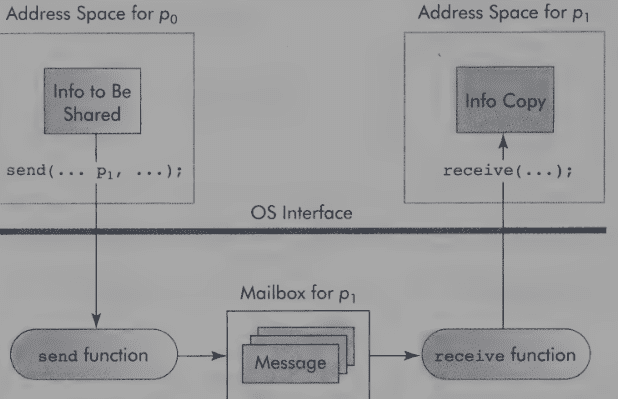 Address Space for p0
Address Space for p1
Info to Be
Shared
Info Copy
send(... p1, ...);
receive(...);
OS Interface
Mailbox for p1
send function
Message
receive function